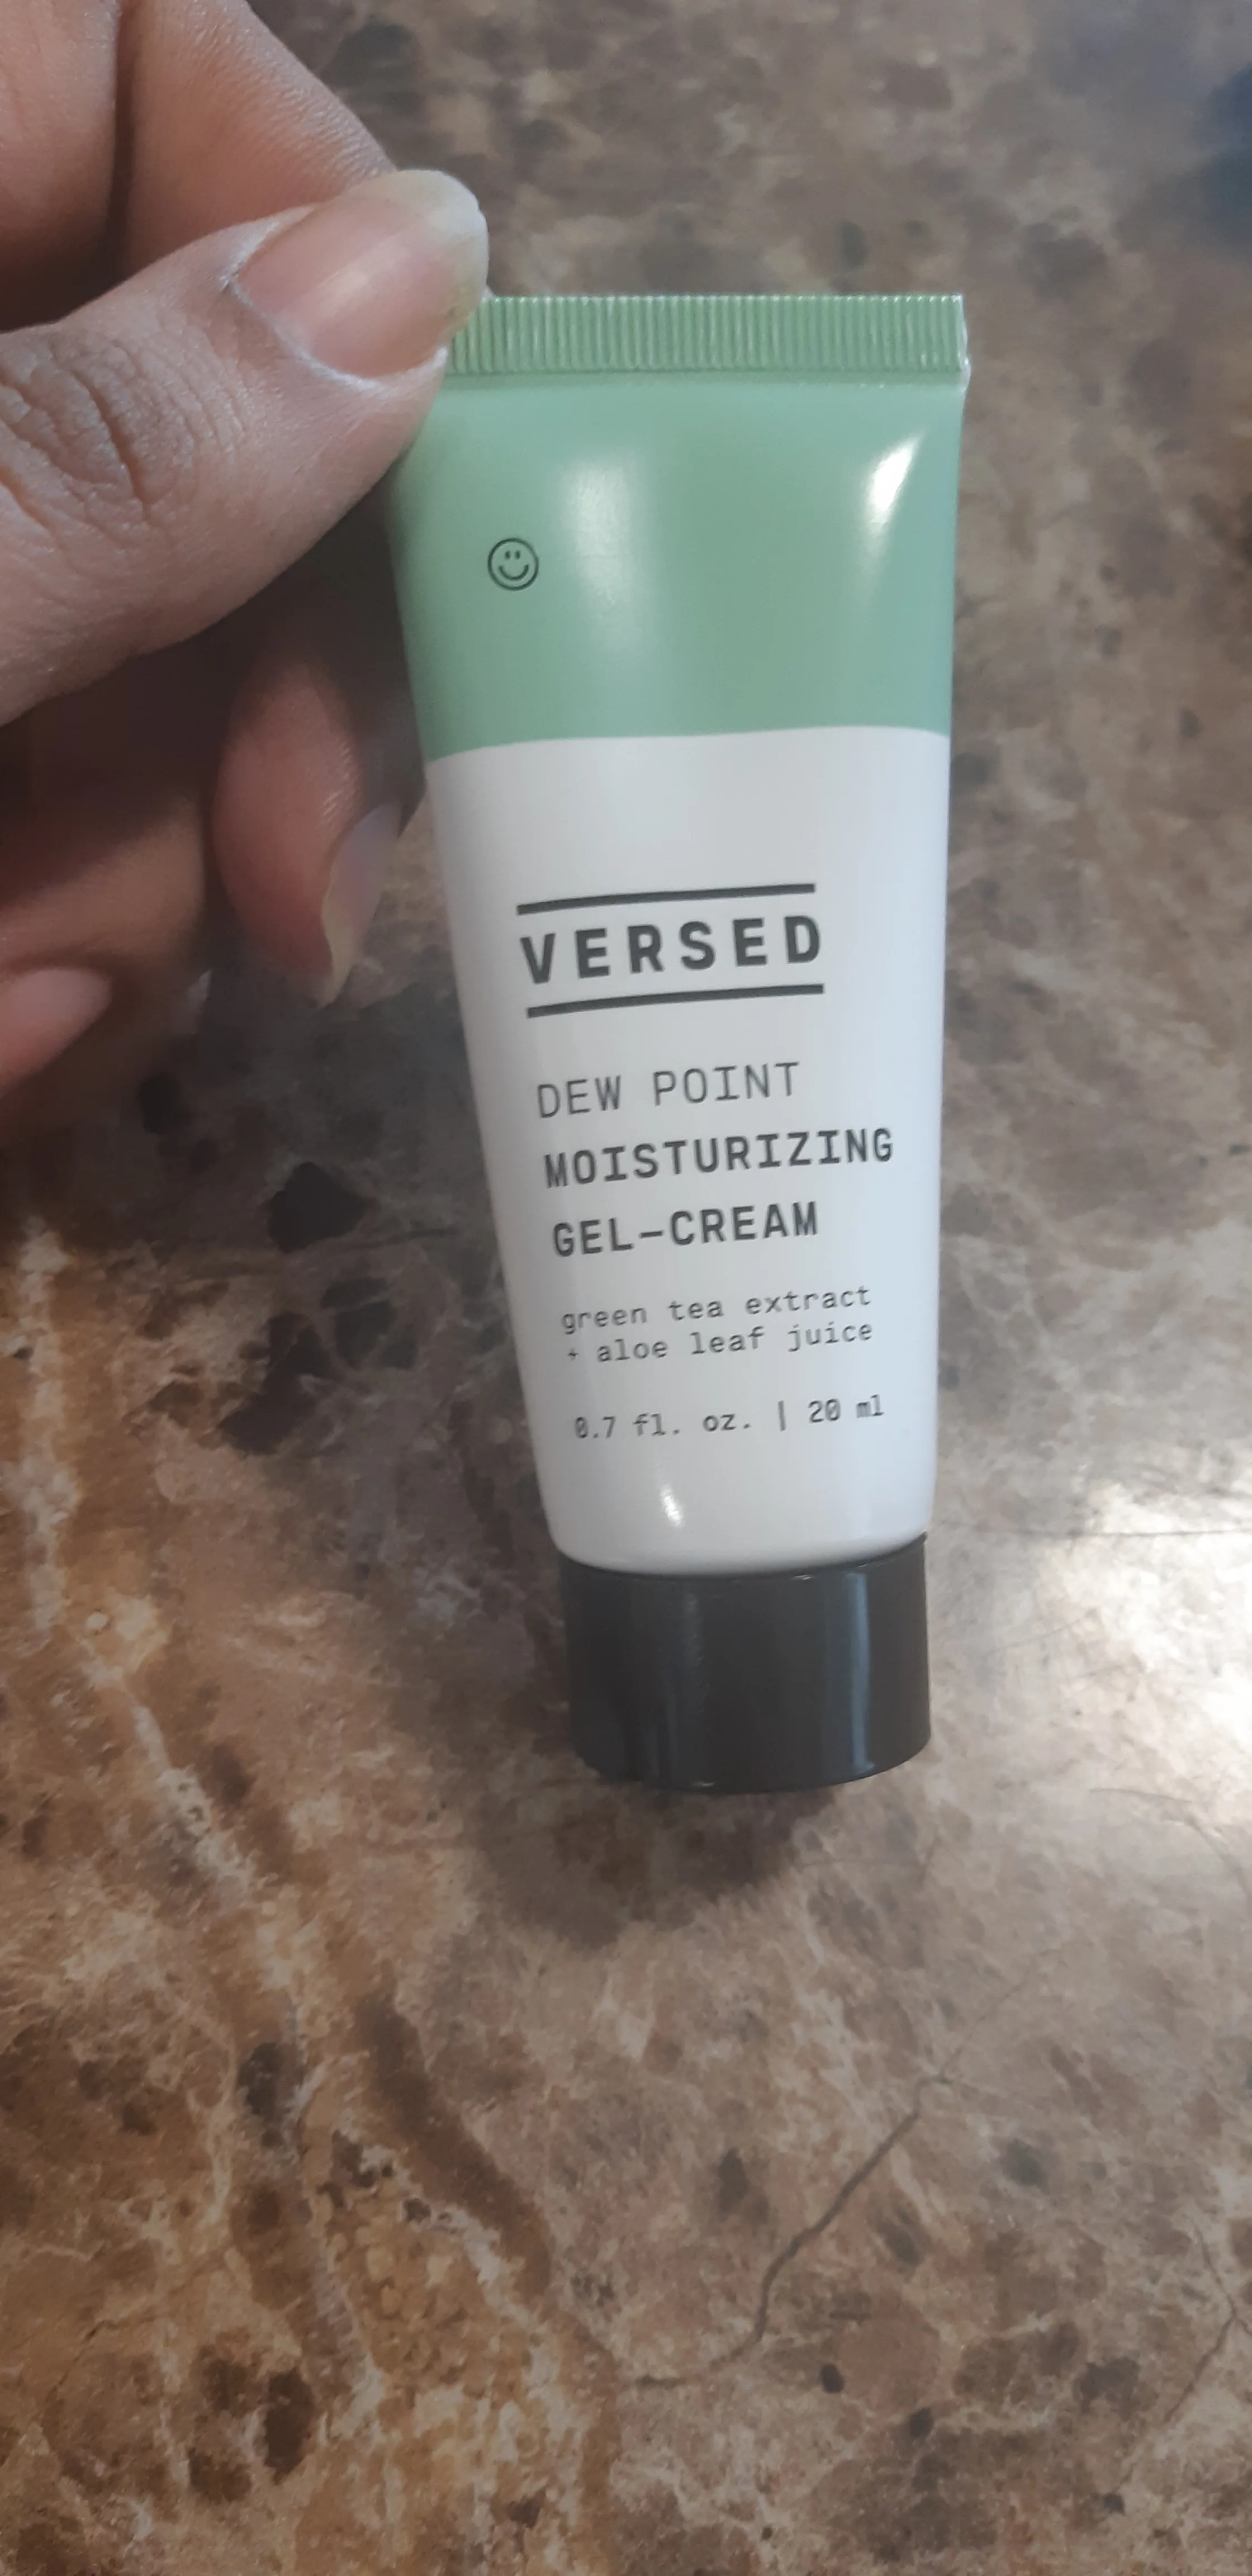 VERSED
DEW POINT
MOISTURIZING
GEL-CREAM
green tea extract
+ aloe leaf juice
0.7 fl. oz. | 20 ml